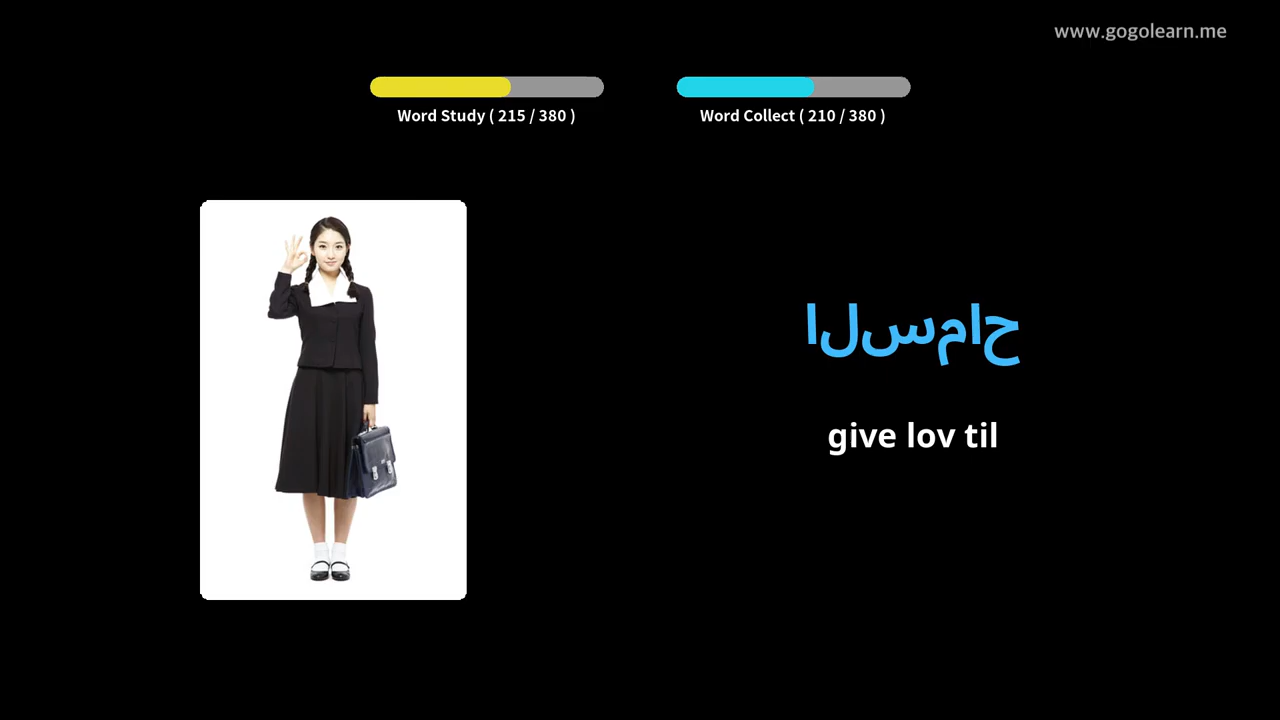 www.gogolearn.me
Word Study ( 215 / 380 )
Word Collect ( 210 / 380 )
السماح
give lov til